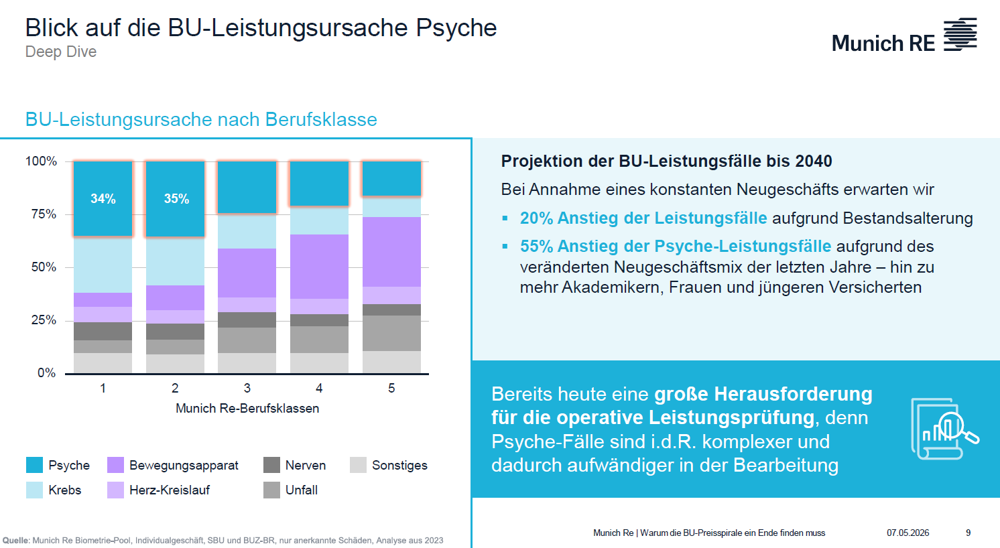 Blick auf die BU-Leistungsursache Psyche
Deep Dive
Munich RE
BU-Leistungsursache nach Berufsklasse
100%
75%
50%
25%
0%
34%
35%
1
2
3
4
5
Munich Re-Berufsklassen
Psyche
Bewegungsapparat
Nerven
Sonstiges
Krebs
Herz-Kreislauf
Unfall
Projektion der BU-Leistungsfälle bis 2040
Bei Annahme eines konstanten Neugeschäfts erwarten wir
▪ 20% Anstieg der Leistungsfälle aufgrund Bestandsalterung
▪ 55% Anstieg der Psyche-Leistungsfälle aufgrund des
veränderten Neugeschäftsmix der letzten Jahre – hin zu
mehr Akademikern, Frauen und jüngeren Versicherten
Bereits heute eine große Herausforderung
für die operative Leistungsprüfung, denn
Psyche-Fälle sind i.d.R. komplexer und
dadurch aufwändiger in der Bearbeitung
Quelle: Munich Re Biometrie-Pool, Individualgeschäft, SBU und BUZ-BR, nur anerkannte Schäden, Analyse aus 2023
Munich Re | Warum die BU-Preisspirale ein Ende finden muss
07.05.2026
9